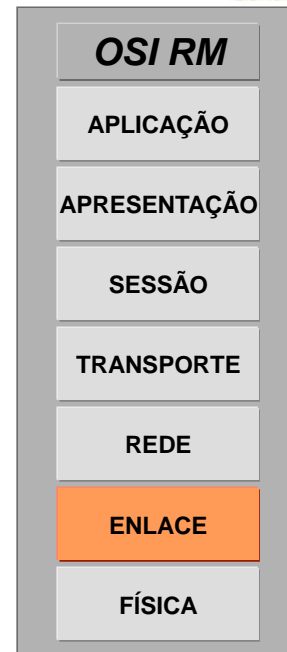 OSI RM
APLICAÇÃO
APRESENTAÇÃO
SESSÃO
TRANSPORTE
REDE
ENLACE
FÍSICA